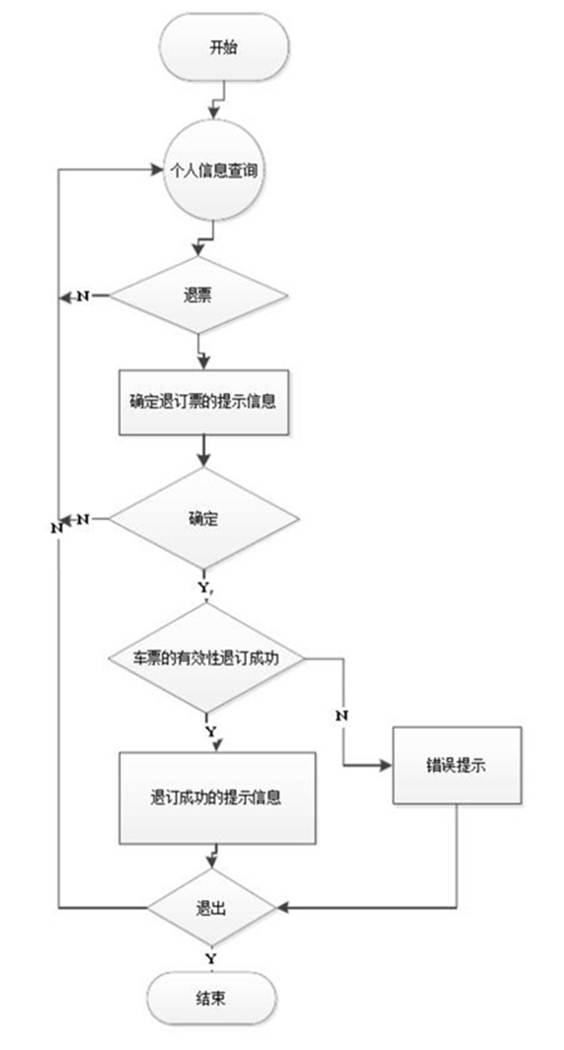 开始
个人信息查询
退票
N
确定退订票的提示信息
确定
N
N
Y
车票的有效性退订成功
Y
N
退订成功的提示信息
错误提示
退出
Y
结束